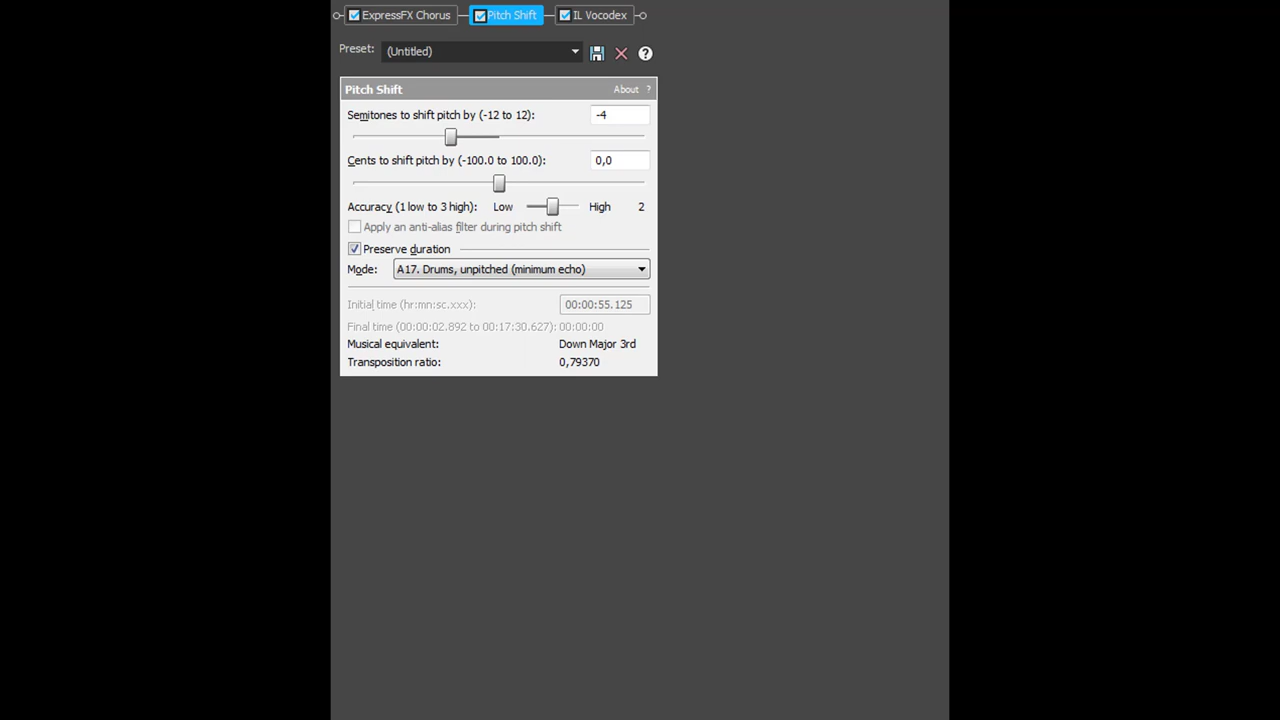 ExpressFX Chorus Pitch Shift IL Vocodex
Preset: (Untitled) ?
Pitch Shift About ?
Semitones to shift pitch by (-12 to 12): -4
Cents to shift pitch by (-100.0 to 100.0): 0,0
Accuracy (1 low to 3 high): Low High 2
Apply an anti-alias filter during pitch shift
Preserve duration
Mode: A17. Drums, unpitched (minimum echo)
Initial time (hr:mn:sc.xxx): 00:00:55.125
Final time (00:00:02.892 to 00:17:30.627): 00:00:00
Musical equivalent: Down Major 3rd
Transposition ratio: 0,79370